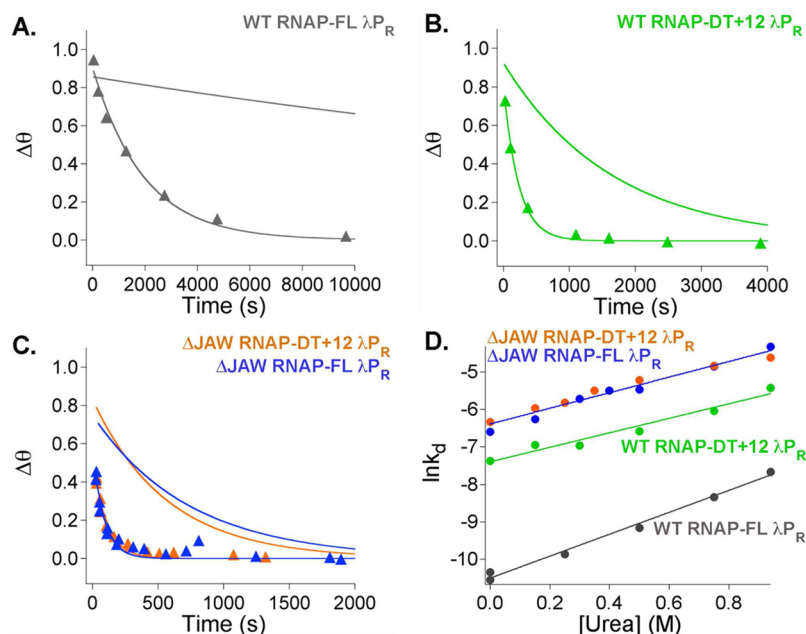 A.
WT RNAP-FL λPR
Δθ
1.0
0.8
0.6
0.4
0.2
0.0
0 2000 4000 6000 8000 10000
Time (s)
B.
WT RNAP-DT+12 λPR
Δθ
1.0
0.8
0.6
0.4
0.2
0.0
0 1000 2000 3000 4000
Time (s)
C.
ΔJAW RNAP-DT+12 λPR
ΔJAW RNAP-FL λPR
Δθ
1.0
0.8
0.6
0.4
0.2
0.0
0 500 1000 1500 2000
Time (s)
D.
ΔJAW RNAP-DT+12 λPR
ΔJAW RNAP-FL λPR
lnkd
-5
-6
-7
-8
-9
-10
WT RNAP-DT+12 λPR
WT RNAP-FL λPR
0.0 0.2 0.4 0.6 0.8
[Urea] (M)